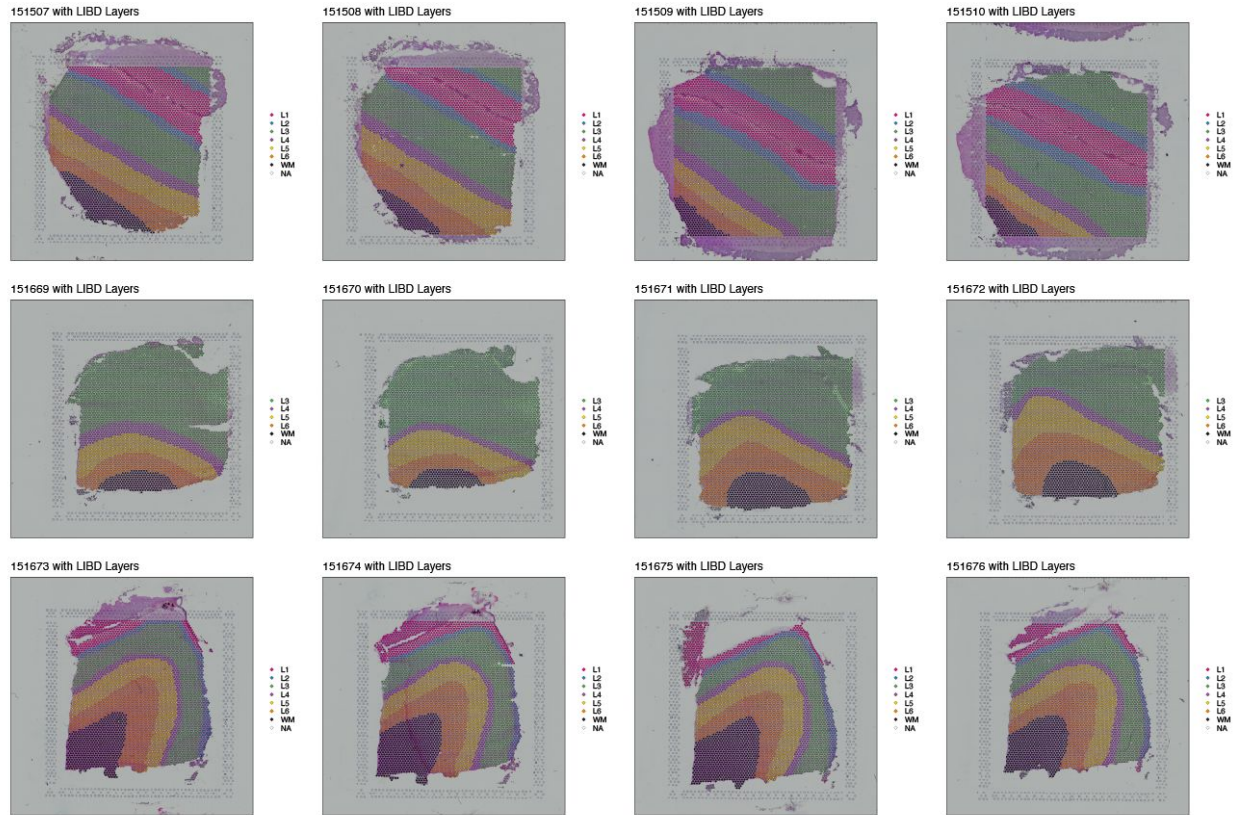 151507 with LIBD Layers
L1
L2
L3
L4
L5
L6
WM
NA
151508 with LIBD Layers
L1
L2
L3
L4
L5
L6
WM
NA
151509 with LIBD Layers
L1
L2
L3
L4
L5
L6
WM
NA
151510 with LIBD Layers
L1
L2
L3
L4
L5
L6
WM
NA
151669 with LIBD Layers
L3
L4
L5
L6
WM
NA
151670 with LIBD Layers
L3
L4
L5
L6
WM
NA
151671 with LIBD Layers
L3
L4
L5
L6
WM
NA
151672 with LIBD Layers
L3
L4
L5
L6
WM
NA
151673 with LIBD Layers
L1
L2
L3
L4
L5
L6
WM
NA
151674 with LIBD Layers
L1
L2
L3
L4
L5
L6
WM
NA
151675 with LIBD Layers
L1
L2
L3
L4
L5
L6
WM
NA
151676 with LIBD Layers
L1
L2
L3
L4
L5
L6
WM
NA